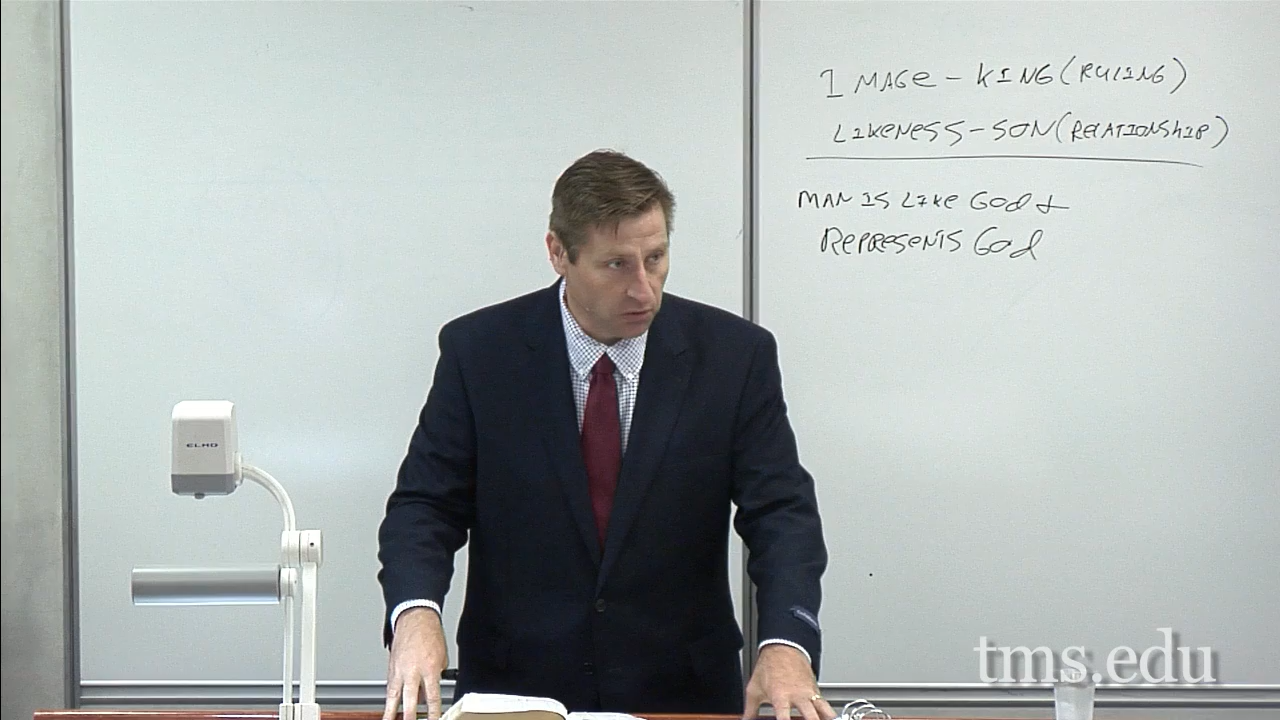 IMAGE - KING (RULING)
LIKENESS - SON (RELATIONSHIP)
MAN IS LIKE God &
REPRESENTS God
ELMO
tms.edu